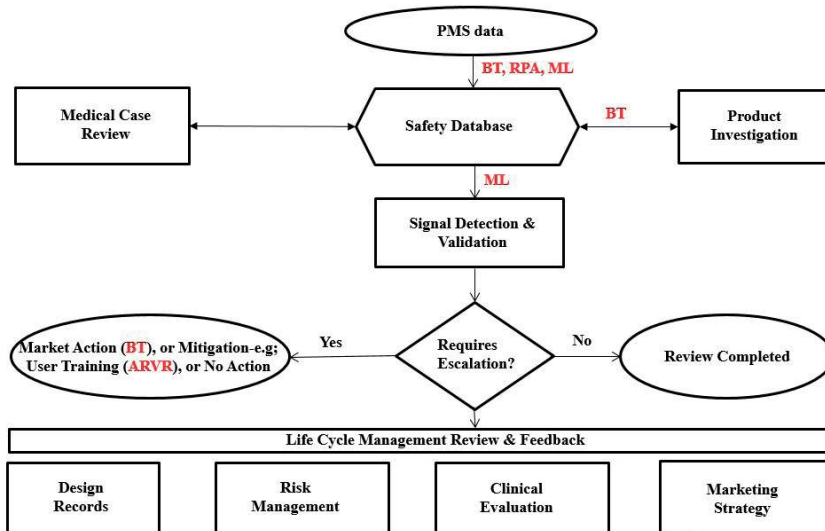 PMS data
BT, RPA, ML
Medical Case
Review
Safety Database
BT
Product
Investigation
ML
Signal Detection &
Validation
Market Action (BT), or Mitigation-e.g;
User Training (ARVR), or No Action
Yes
Requires
Escalation?
No
Review Completed
Life Cycle Management Review & Feedback
Design
Records
Risk
Management
Clinical
Evaluation
Marketing
Strategy